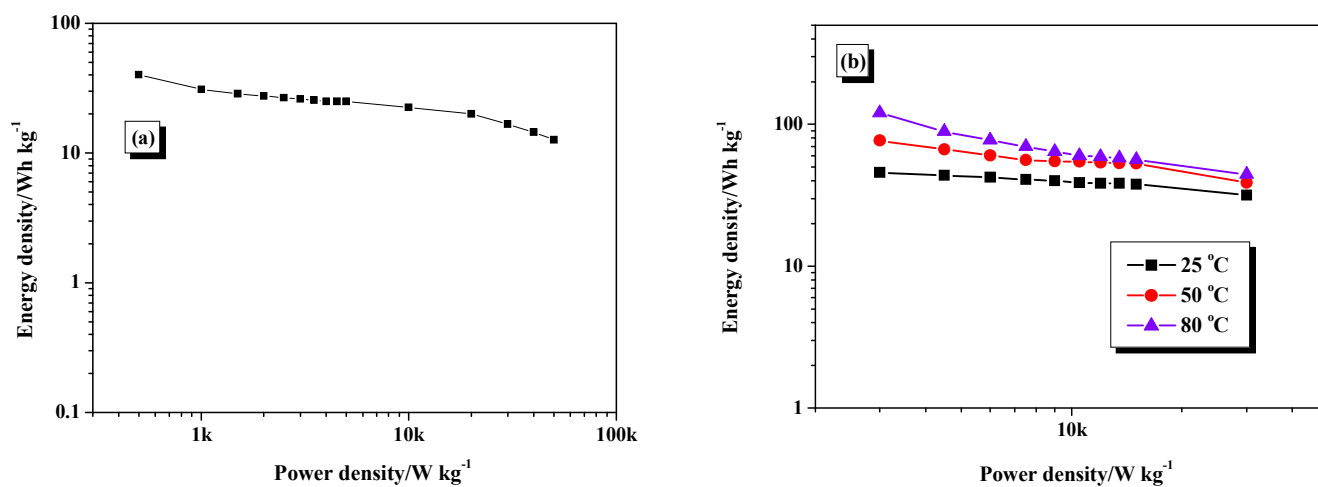 100
10
1
0.1
Energy density/Wh kg⁻¹
(a)
1k 10k 100k
Power density/W kg⁻¹
100
10
1
Energy density/Wh kg⁻¹
(b)
25 °C
50 °C
80 °C
10k
Power density/W kg⁻¹